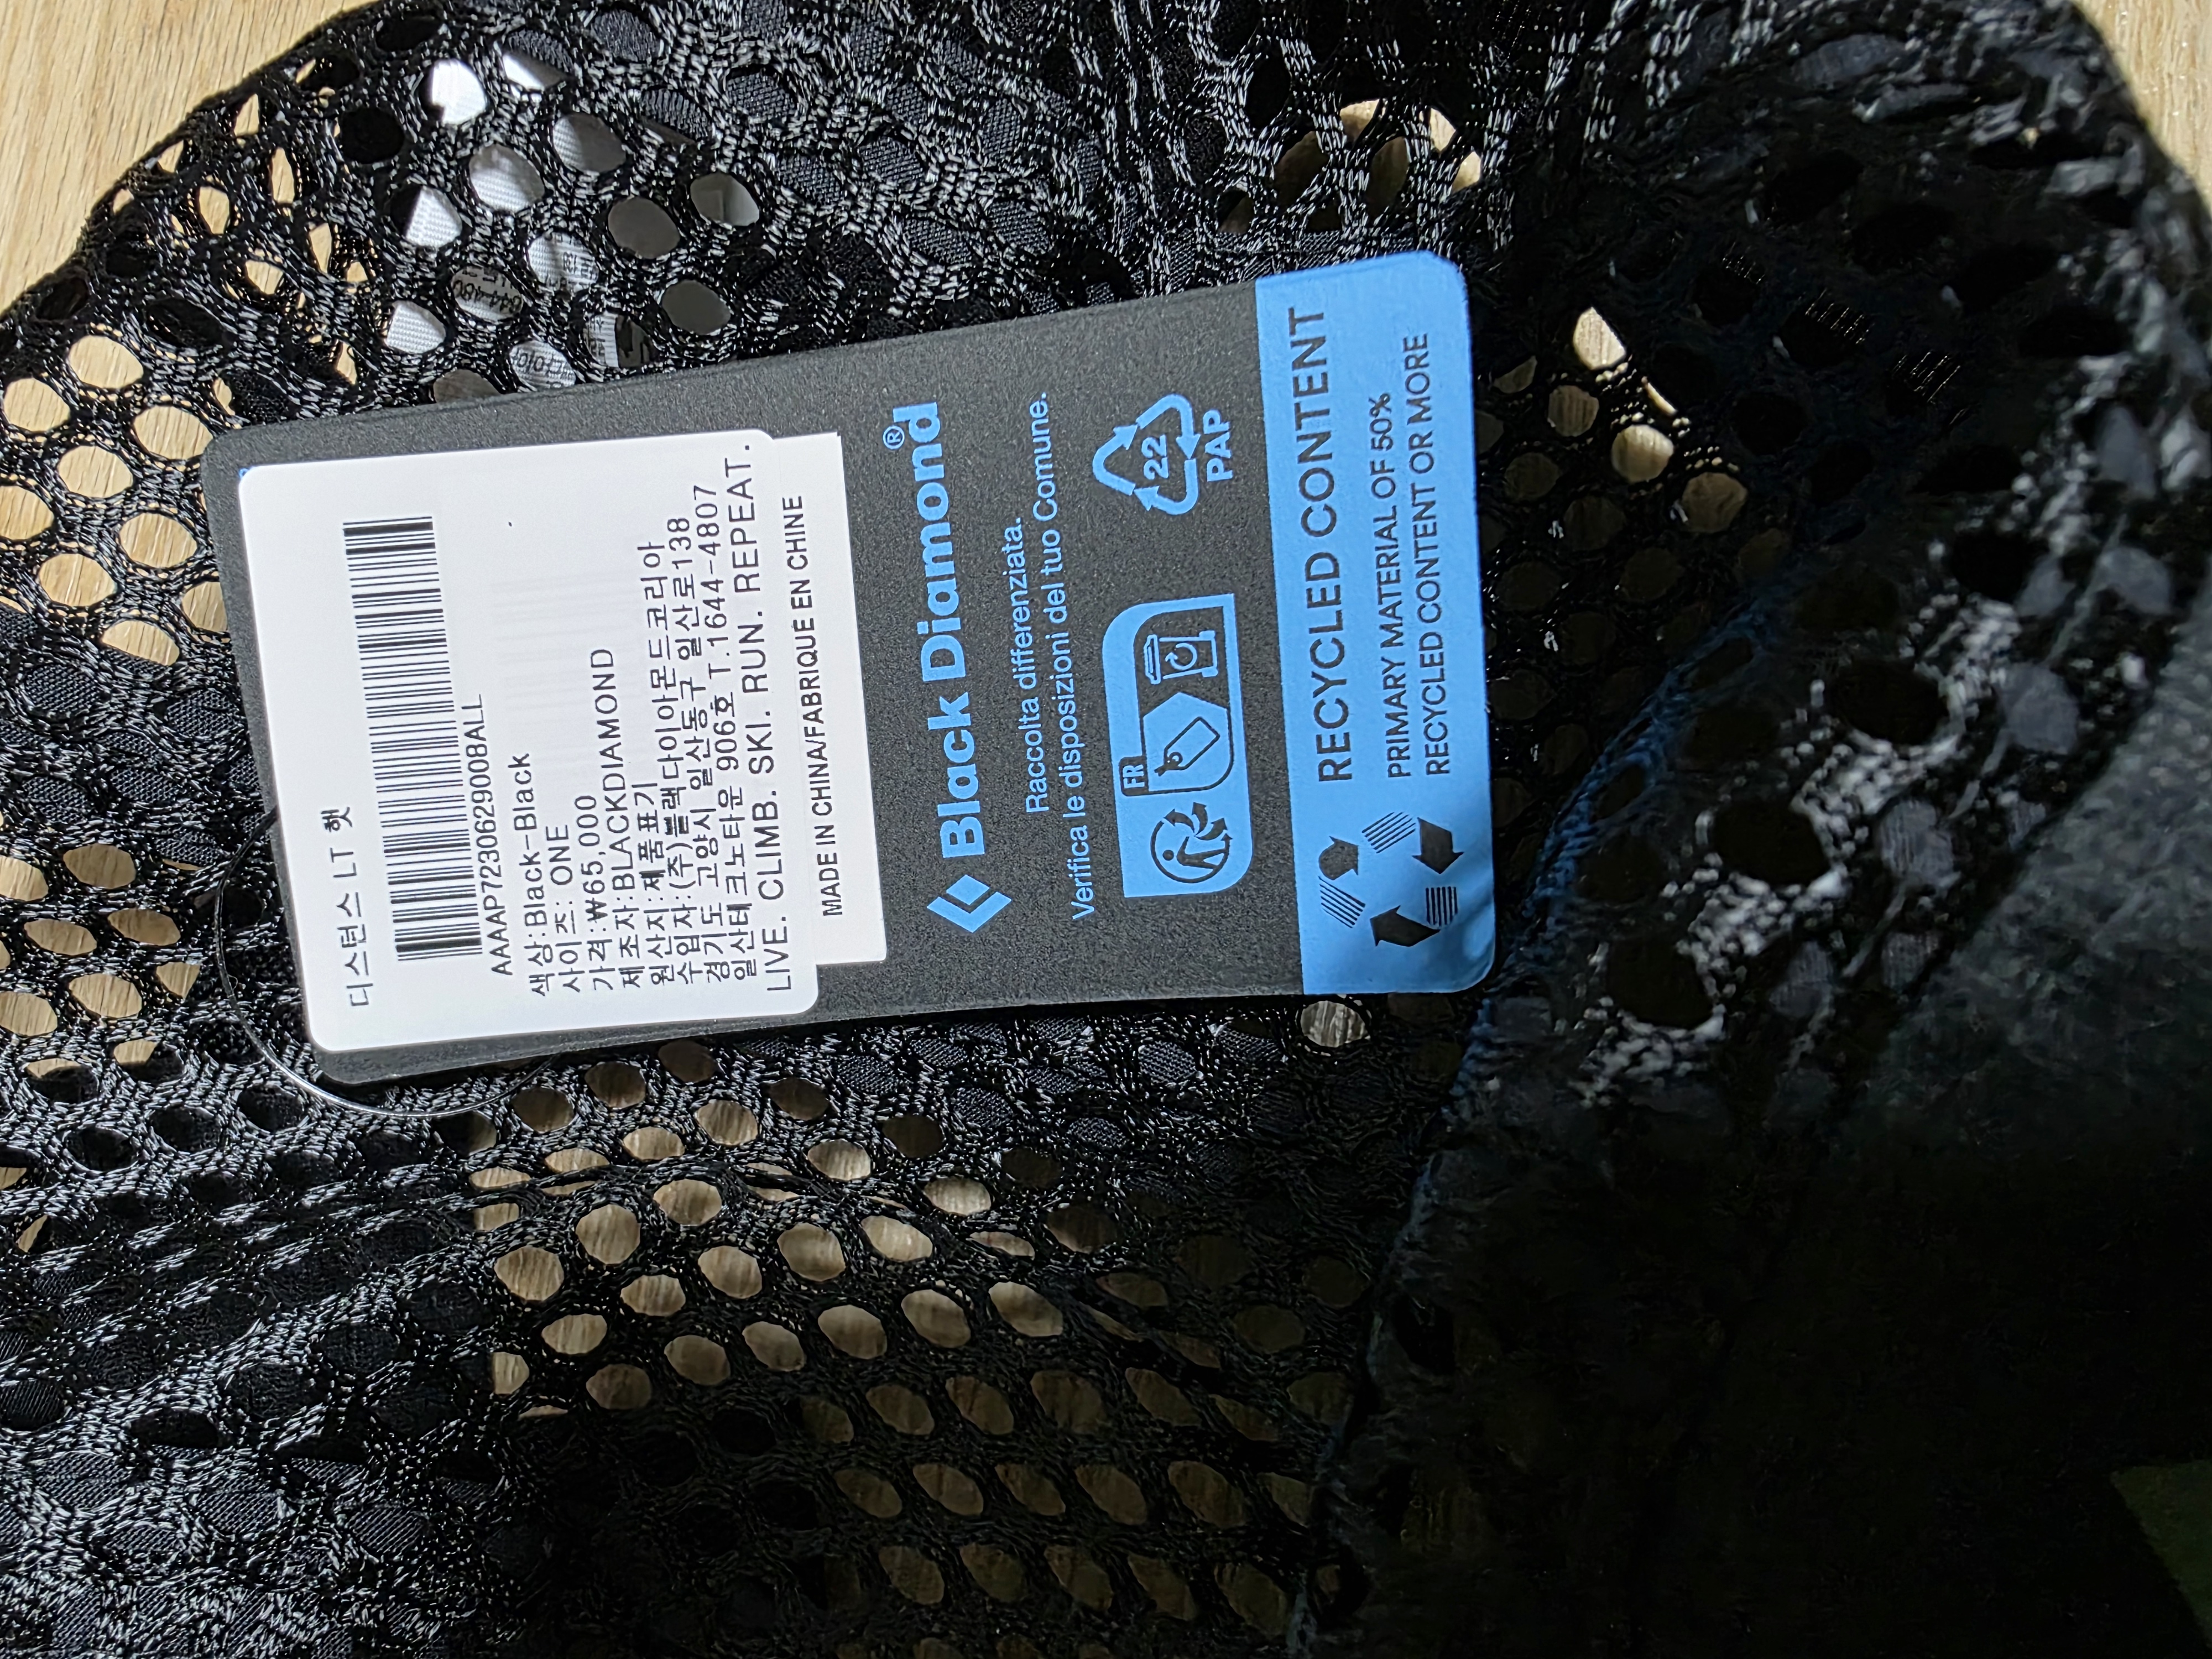 디스턴스 LT 햇
AAAP7230629008ALL
색상:Black-Black
사이즈: ONE
가격:₩65,000
제조자:BLACKDIAMOND
원산지:제품표기
수입자:(주)블랙다이아몬드코리아
경기도 고양시 일산동구 일산로138
일산테크노타운 906호 T.1644-4807
LIVE. CLIMB. SKI. RUN. REPEAT.
MADE IN CHINA/FABRIQUÉ EN CHINE
Black Diamond®
Raccolta differenziata.
Verifica le disposizioni del tuo Comune.
FR
22
PAP
RECYCLED CONTENT
PRIMARY MATERIAL OF 50%
RECYCLED CONTENT OR MORE